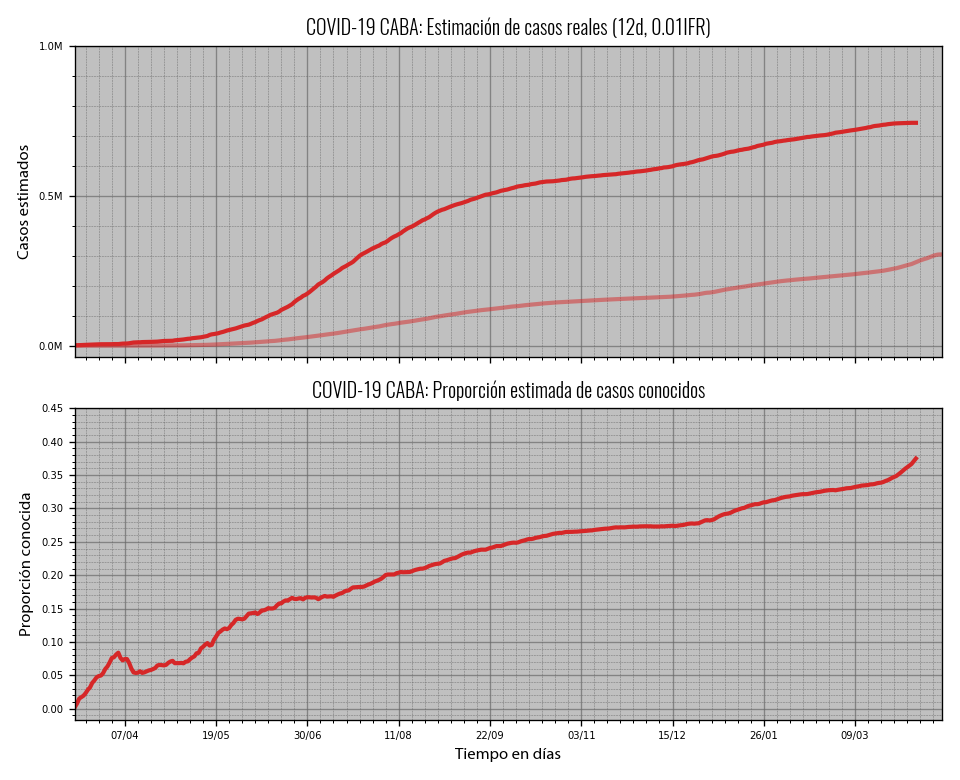 COVID-19 CABA: Estimación de casos reales (12d, 0.01IFR)
1.0M
0.5M
0.0M
Casos estimados
COVID-19 CABA: Proporción estimada de casos conocidos
0.45
0.40
0.35
0.30
0.25
0.20
0.15
0.10
0.05
0.00
Proporción conocida
07/04 19/05 30/06 11/08 22/09 03/11 15/12 26/01 09/03
Tiempo en días